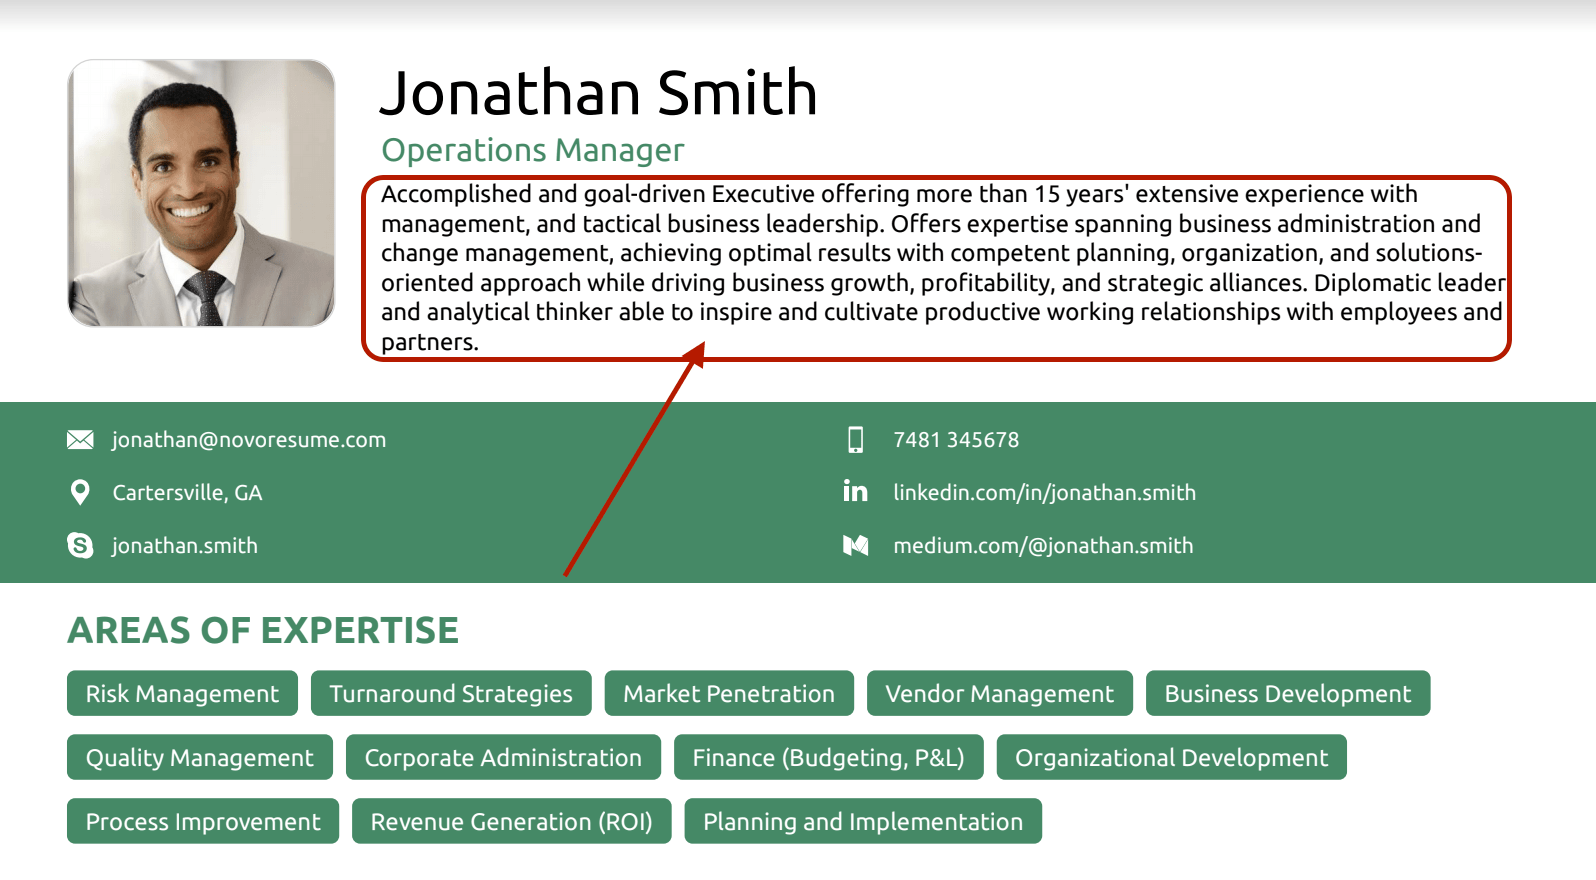 Jonathan Smith
Operations Manager
Accomplished and goal-driven Executive offering more than 15 years' extensive experience with
management, and tactical business leadership. Offers expertise spanning business administration and
change management, achieving optimal results with competent planning, organization, and solutions-
oriented approach while driving business growth, profitability, and strategic alliances. Diplomatic leader
and analytical thinker able to inspire and cultivate productive working relationships with employees and
partners.
jonathan@novoresume.com
7481 345678
Cartersville, GA
linkedin.com/in/jonathan.smith
jonathan.smith
medium.com/@jonathan.smith
AREAS OF EXPERTISE
Risk Management
Turnaround Strategies
Market Penetration
Vendor Management
Business Development
Quality Management
Corporate Administration
Finance (Budgeting, P&L)
Organizational Development
Process Improvement
Revenue Generation (ROI)
Planning and Implementation